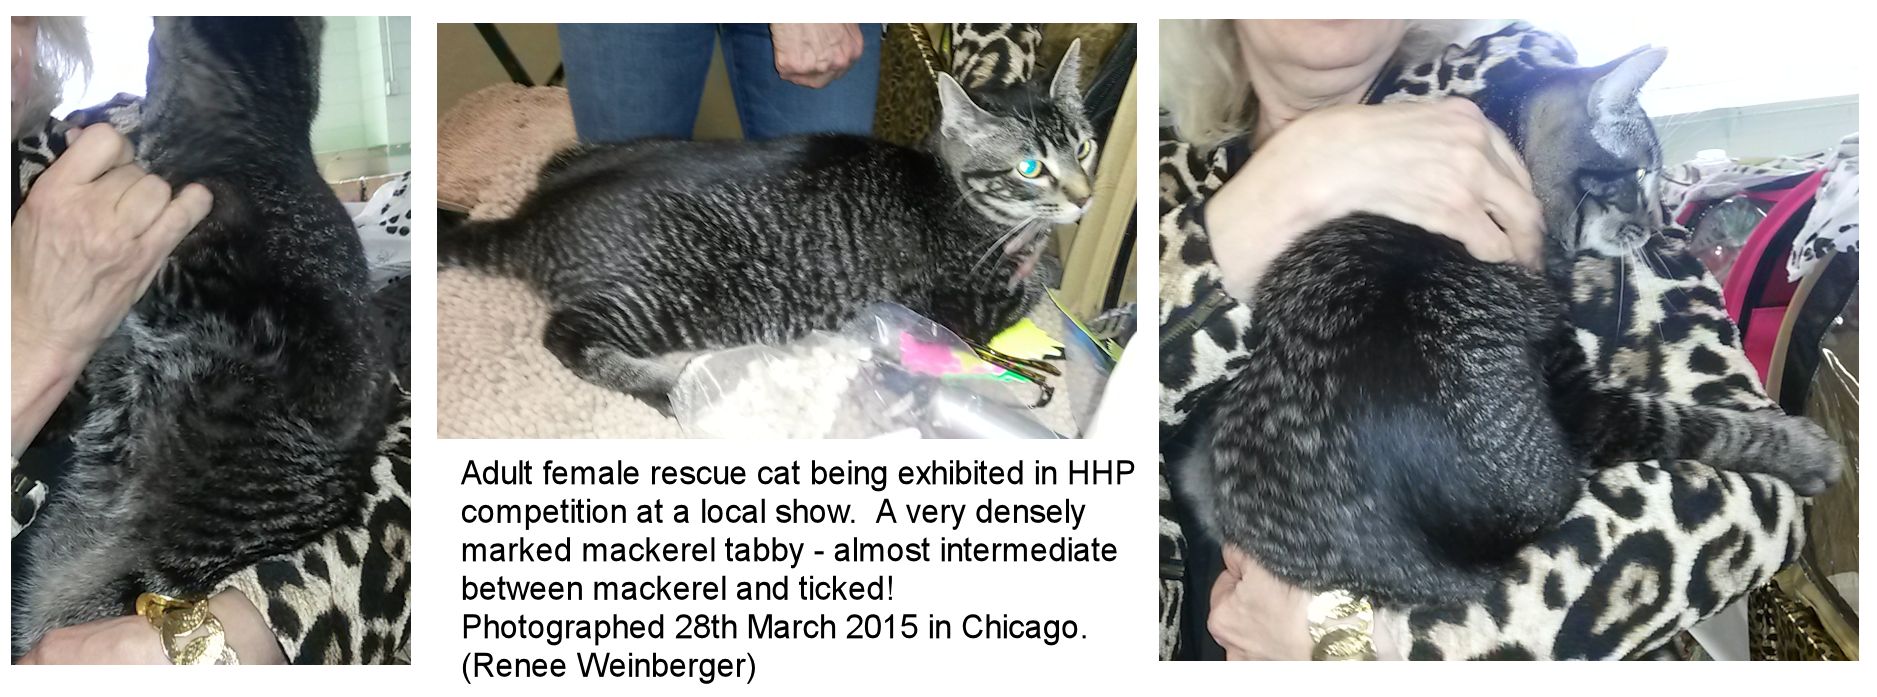 Adult female rescue cat being exhibited in HHP
competition at a local show.  A very densely
marked mackerel tabby - almost intermediate
between mackerel and ticked!
Photographed 28th March 2015 in Chicago.
(Renee Weinberger)